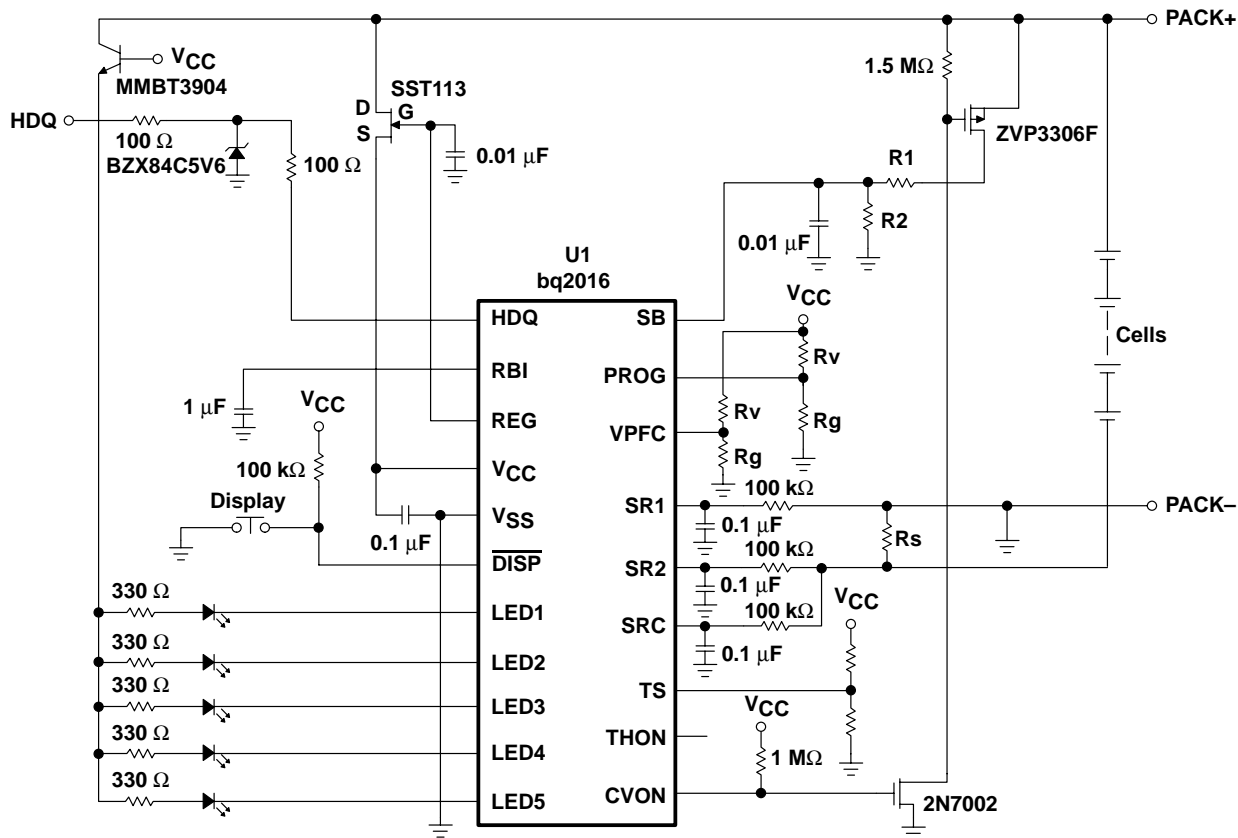 PACK+
VCC
MMBT3904
1.5 MΩ
SST113
D
G
S
HDQ
100 Ω
BZX84C5V6
100 Ω
0.01 μF
ZVP3306F
R1
R2
0.01 μF
U1
bq2016
VCC
Cells
HDQ
SB
Rv
RBI
PROG
1 μF
VCC
REG
Rv
Rg
VPFC
100 kΩ
VCC
Rg
Display
SR1
100 kΩ
PACK–
VSS
0.1 μF
0.1 μF
Rs
DISP
SR2
100 kΩ
0.1 μF
330 Ω
LED1
SRC
100 kΩ
VCC
0.1 μF
330 Ω
LED2
TS
330 Ω
LED3
VCC
THON
330 Ω
LED4
1 MΩ
330 Ω
LED5
CVON
2N7002